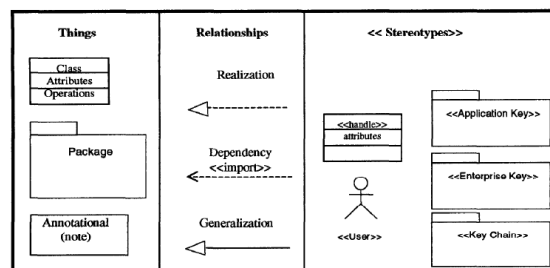 Things
Class
Attributes
Operations
Package
Annotational
(note)
Relationships
Realization
Dependency
<<import>>
Generalization
<< Stereotypes>>
<<handle>>
attributes
<<User>>
<<Application Key>>
<<Enterprise Key>>
<<Key Chain>>